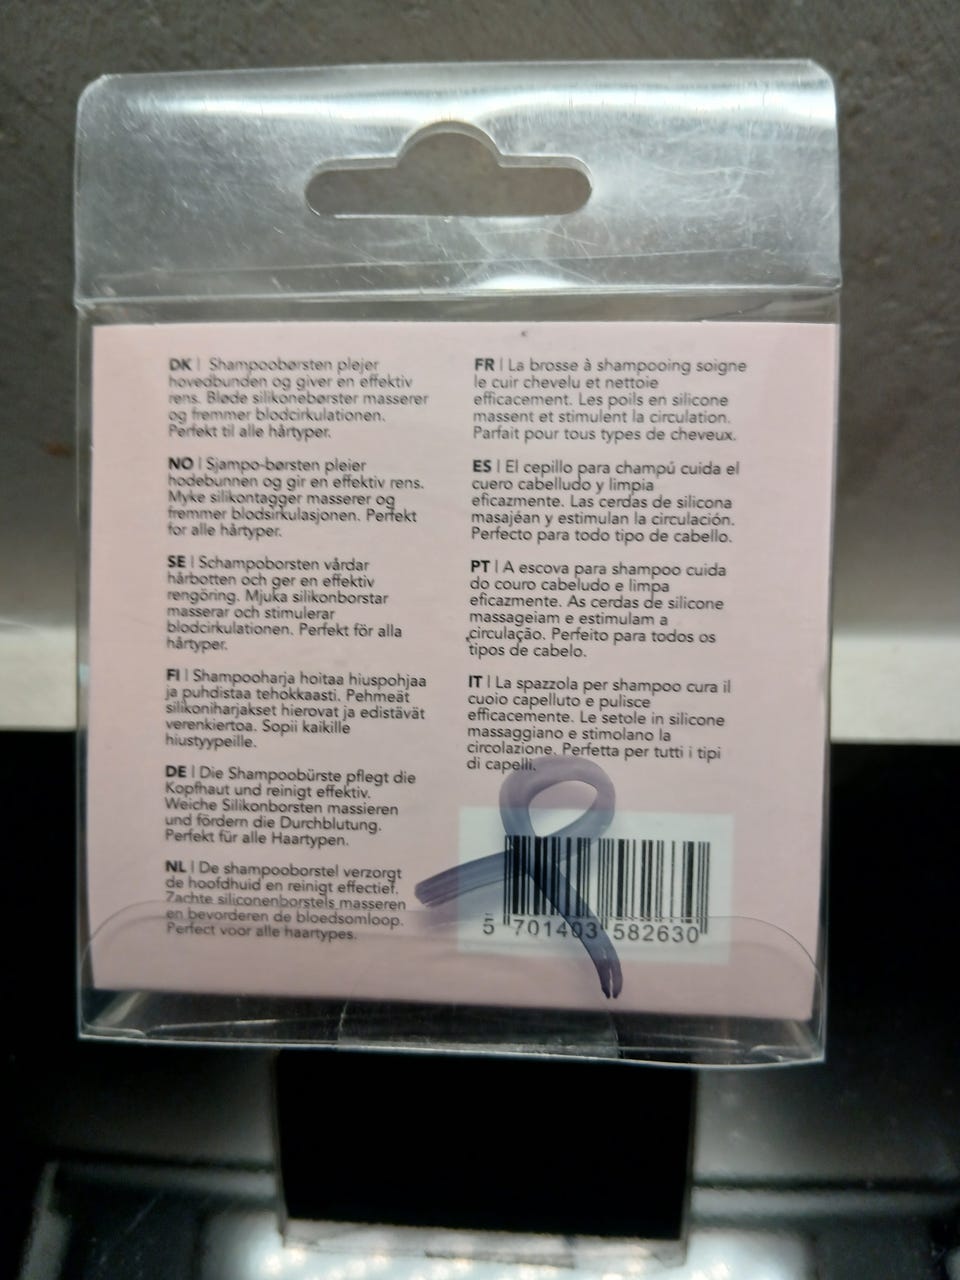 DK | Shampoobørsten plejer
hovedbunden og giver en effektiv
rens. Bløde silikonebørster masserer
og fremmer blodcirkulationen.
Perfekt til alle hårtyper.
NO | Sjampo-børsten pleier
hodebunnen og gir en effektiv rens.
Myke silikontagger masserer og
fremmer blodsirkulasjonen. Perfekt
for alle hårtyper.
SE | Schampoborsten vårdar
hårbotten och ger en effektiv
rengöring. Mjuka silikonborstar
masserar och stimulerar
blodcirkulationen. Perfekt för alla
hårtyper.
FI | Shampooharja hoitaa hiuspohjaa
ja puhdistaa tehokkaasti. Pehmeät
silikoniharjakset hierovat ja edistävät
verenkiertoa. Sopii kaikille
hiustyypeille.
DE | Die Shampoobürste pflegt die
Kopfhaut und reinigt effektiv.
Weiche Silikonborsten massieren
und fördern die Durchblutung.
Perfekt für alle Haartypen.
NL | De shampooborstel verzorgt
de hoofdhuid en reinigt effectief.
Zachte siliconenborstels masseren
en bevorderen de bloedsomloop.
Perfect voor alle haartypes.
FR | La brosse à shampooing soigne
le cuir chevelu et nettoie
efficacement. Les poils en silicone
massent et stimulent la circulation.
Parfait pour tous types de cheveux.
ES | El cepillo para champú cuida el
cuero cabelludo y limpia
eficazmente. Las cerdas de silicona
masajéan y estimulan la circulación.
Perfecto para todo tipo de cabello.
PT | A escova para shampoo cuida
do couro cabeludo e limpa
eficazmente. As cerdas de silicone
massageiam e estimulam a
circulação. Perfeito para todos os
tipos de cabelo.
IT | La spazzola per shampoo cura il
cuoio capelluto e pulisce
efficacemente. Le setole in silicone
massaggiano e stimolano la
circolazione. Perfetta per tutti i tipi
di capelli.
5 701403 582630